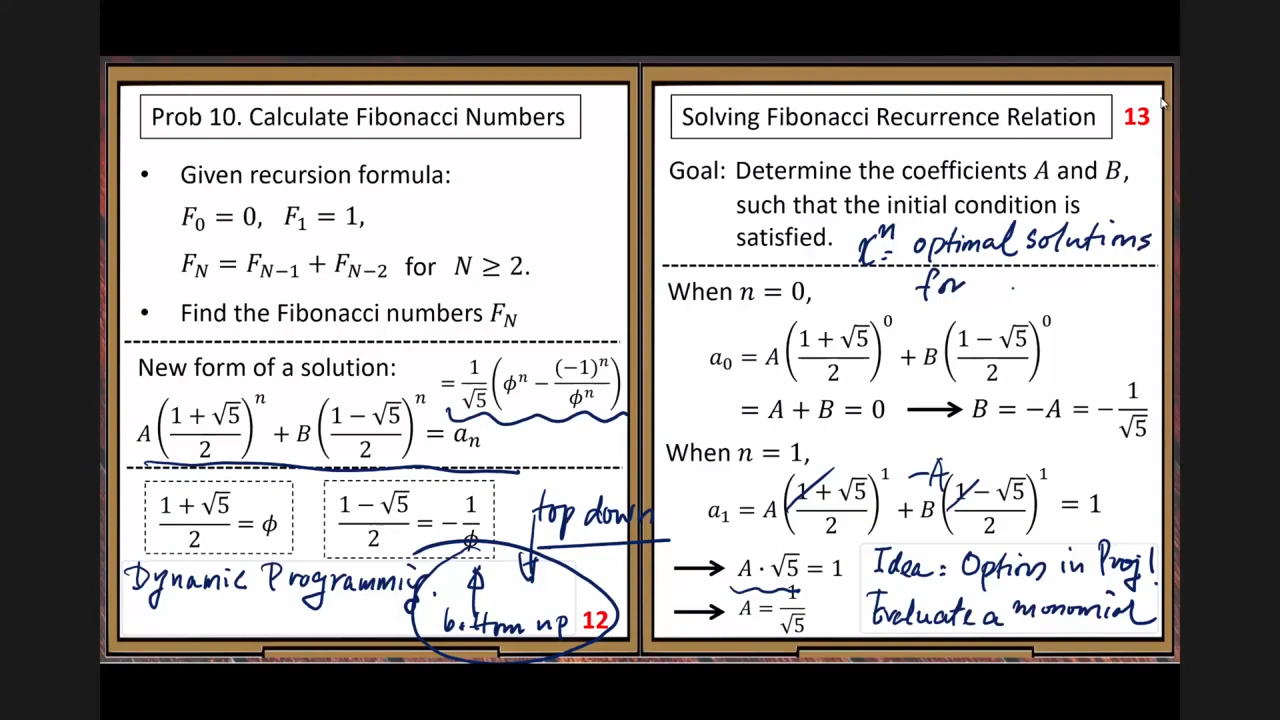 Prob 10. Calculate Fibonacci Numbers
• Given recursion formula:
F₀ = 0, F₁ = 1,
F_N = F_{N−1} + F_{N−2} for N ≥ 2.
• Find the Fibonacci numbers F_N
New form of a solution:
= 1/√5 (ϕⁿ − (−1)ⁿ/ϕⁿ)
A((1 + √5)/2)ⁿ + B((1 − √5)/2)ⁿ = aₙ
(1 + √5)/2 = ϕ
(1 − √5)/2 = −1/ϕ
top down
Dynamic Programming.
bottom up
12
Solving Fibonacci Recurrence Relation
13
Goal: Determine the coefficients A and B,
such that the initial condition is
satisfied.
xⁿ = optimal solutions
for
When n = 0,
a₀ = A((1 + √5)/2)⁰ + B((1 − √5)/2)⁰
= A + B = 0 → B = −A = −1/√5
When n = 1,
−A
a₁ = A((1 + √5)/2)¹ + B((1 − √5)/2)¹ = 1
→ A · √5 = 1
→ A = 1/√5
Idea: Option in Proj1.
Evaluate a monomial